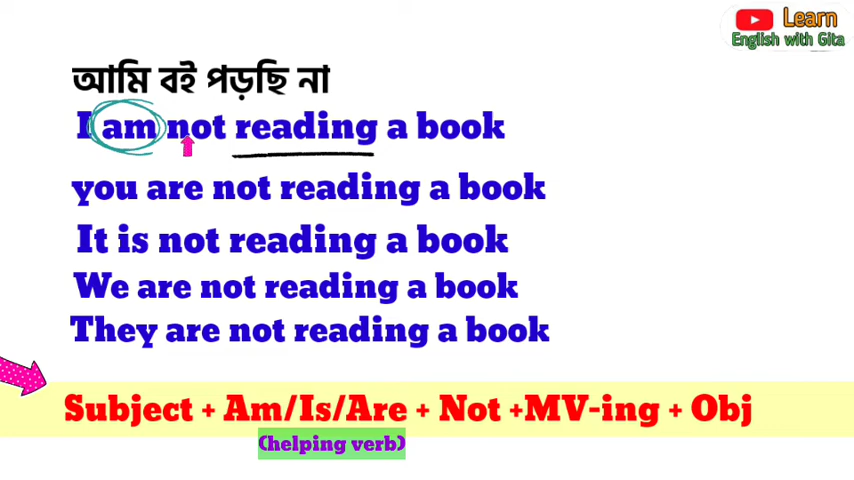 Learn
English with Gita
আমি বই পড়ছি না
I am not reading a book
you are not reading a book
It is not reading a book
We are not reading a book
They are not reading a book
Subject + Am/Is/Are + Not +MV-ing + Obj
(helping verb)